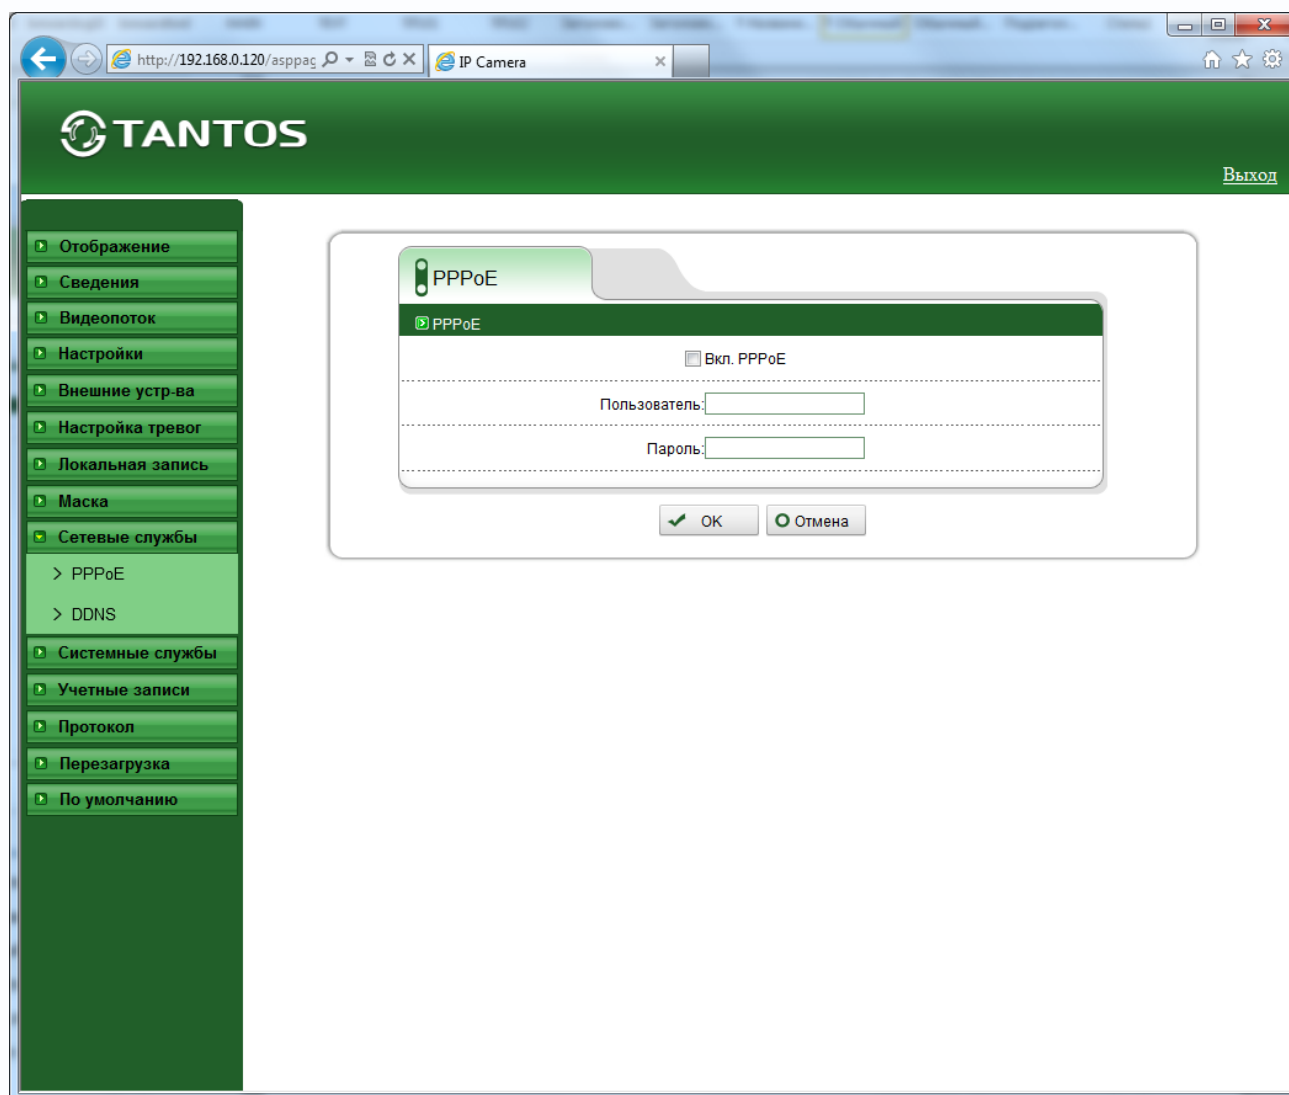 http://192.168.0.120/asppag
IP Camera
TANTOS
Выход
Отображение
Сведения
Видеопоток
Настройки
Внешние устр-ва
Настройка тревог
Локальная запись
Маска
Сетевые службы
PPPoE
DDNS
Системные службы
Учетные записи
Протокол
Перезагрузка
По умолчанию
PPPoE
PPPoE
Вкл. PPPoE
Пользователь:
Пароль:
OK
Отмена